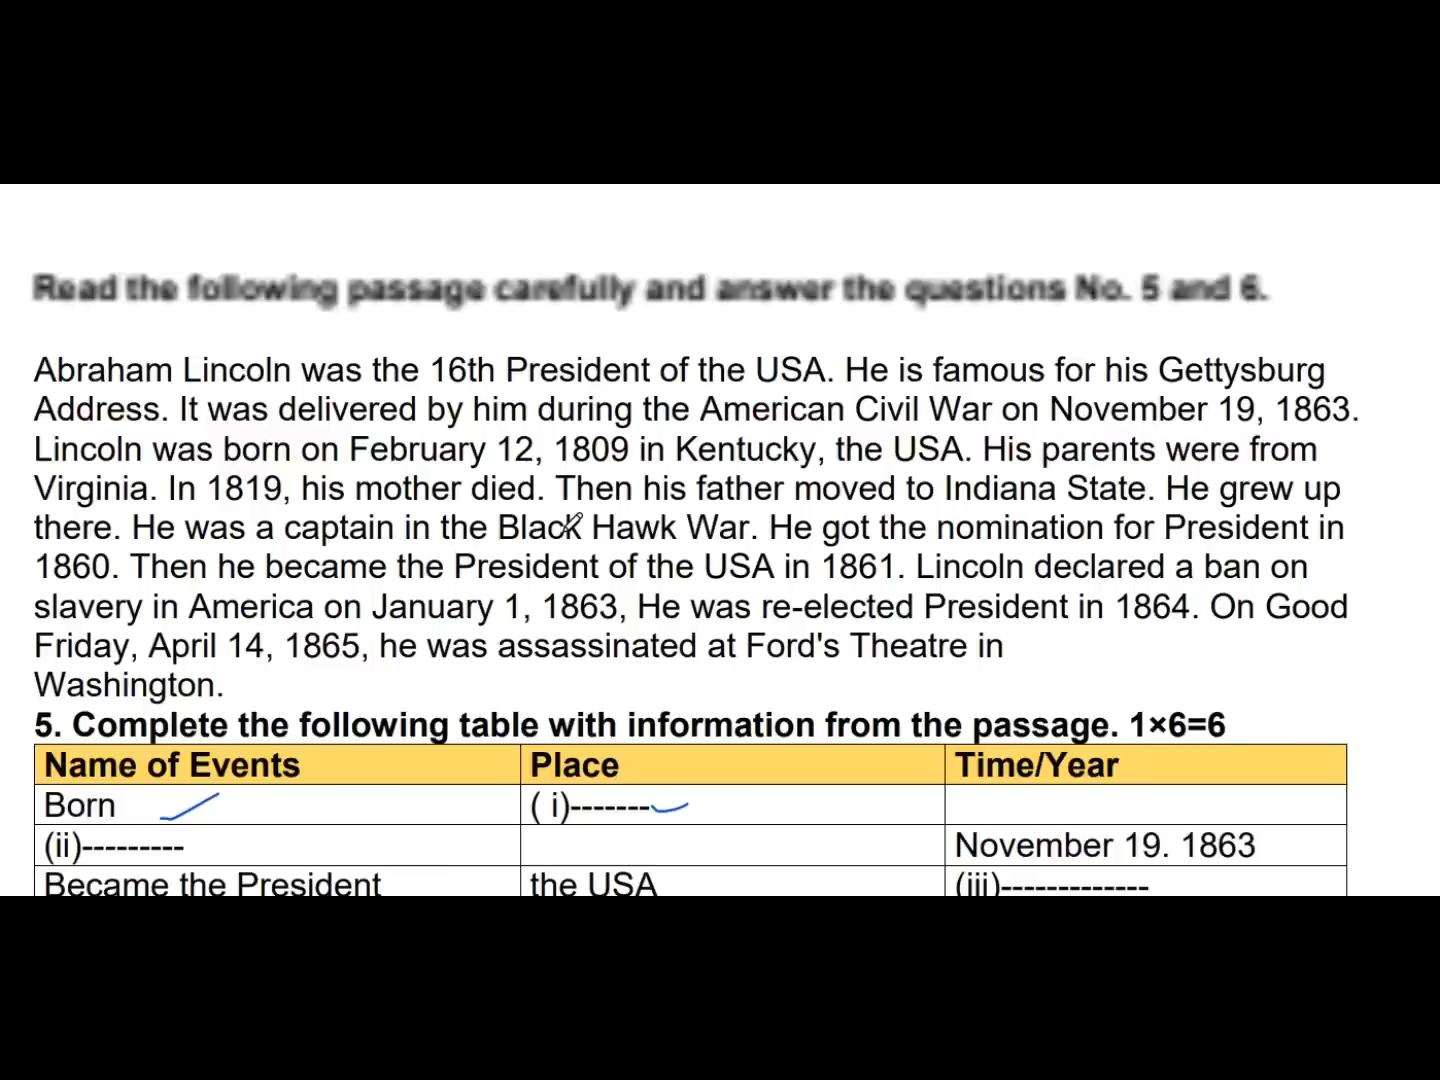 Read the following passage carefully and answer the questions No. 5 and 6.
Abraham Lincoln was the 16th President of the USA. He is famous for his Gettysburg
Address. It was delivered by him during the American Civil War on November 19, 1863.
Lincoln was born on February 12, 1809 in Kentucky, the USA. His parents were from
Virginia. In 1819, his mother died. Then his father moved to Indiana State. He grew up
there. He was a captain in the Black Hawk War. He got the nomination for President in
1860. Then he became the President of the USA in 1861. Lincoln declared a ban on
slavery in America on January 1, 1863, He was re-elected President in 1864. On Good
Friday, April 14, 1865, he was assassinated at Ford's Theatre in
Washington.
5. Complete the following table with information from the passage. 1×6=6
Name of Events Place Time/Year
Born ( i)-------
(ii)--------- November 19. 1863
Became the President the USA (iii)-------------